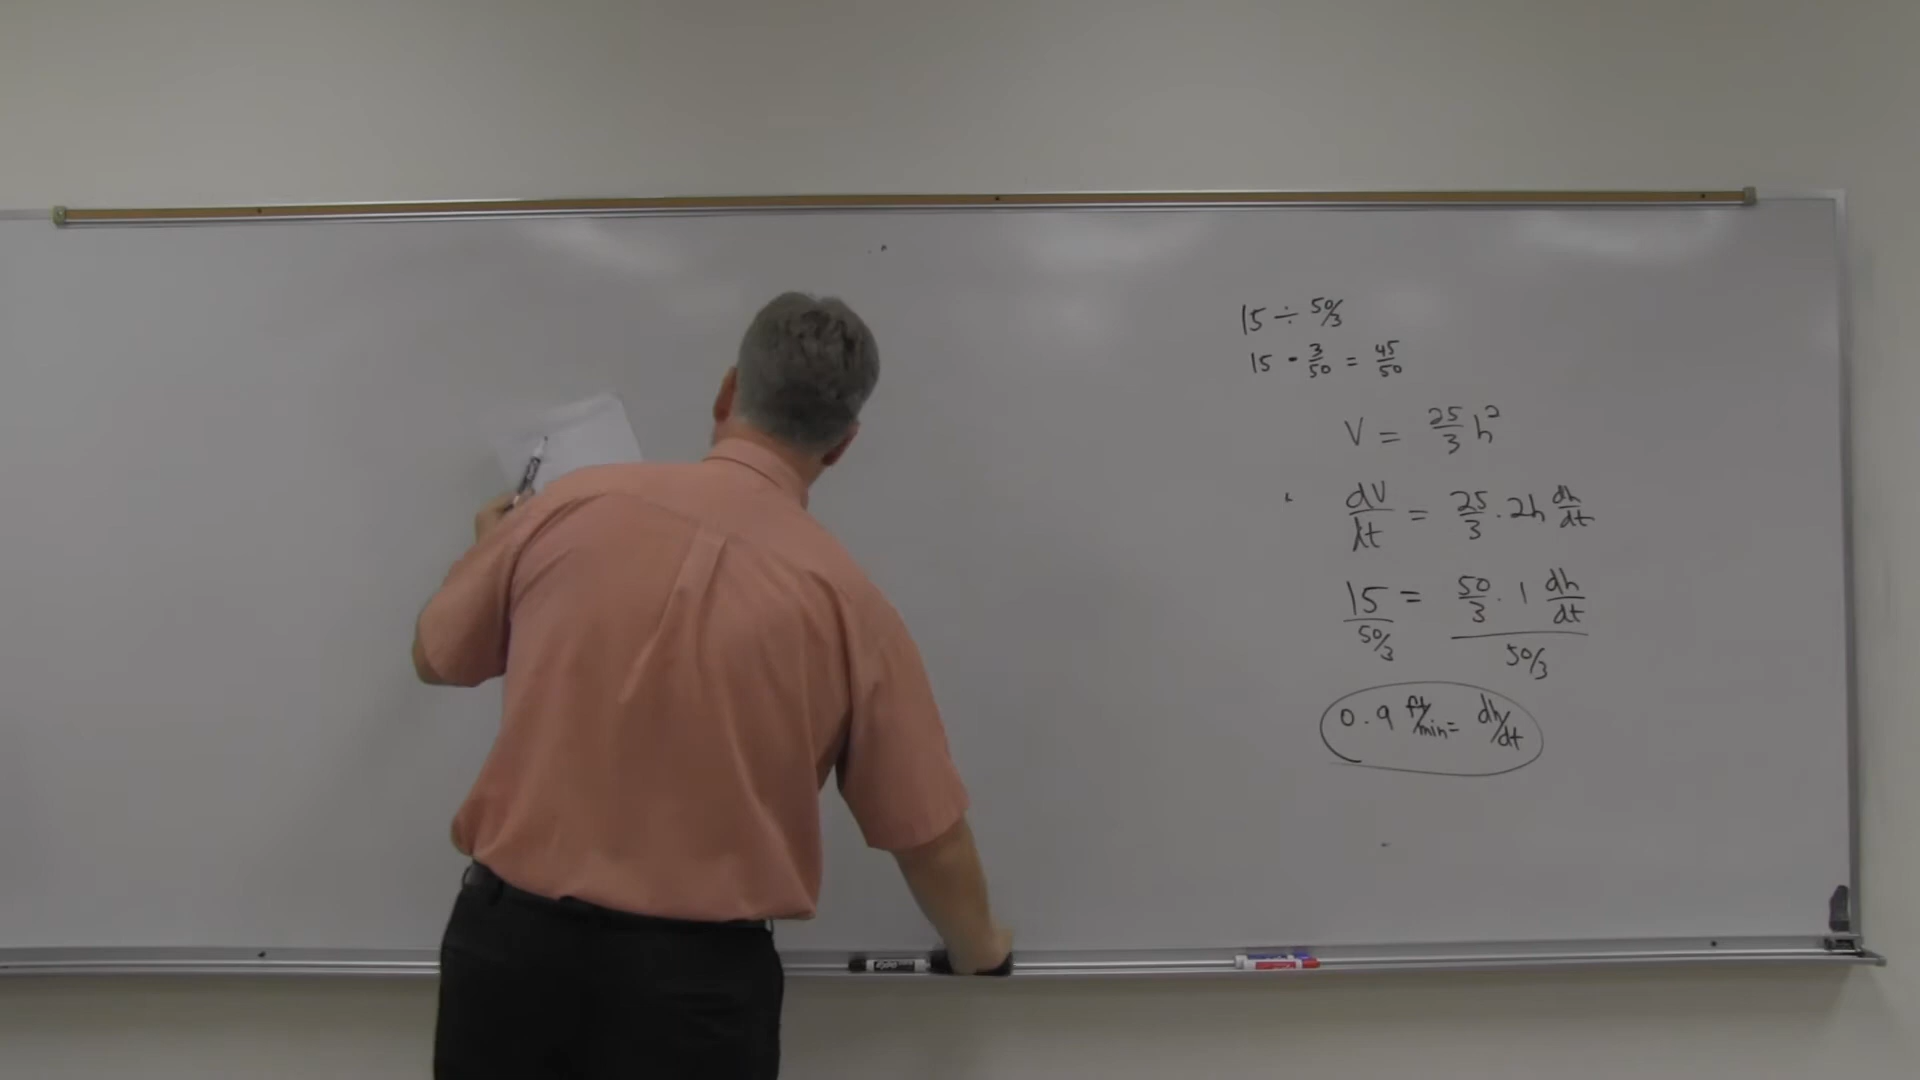 15 ÷ 50/3
15 · 3/50 = 45/50
V = 25/3 h²
dV/dt = 25/3 · 2h dh/dt
15/(50/3) = (50/3 · 1 dh/dt)/(50/3)
0.9 ft/min = dh/dt